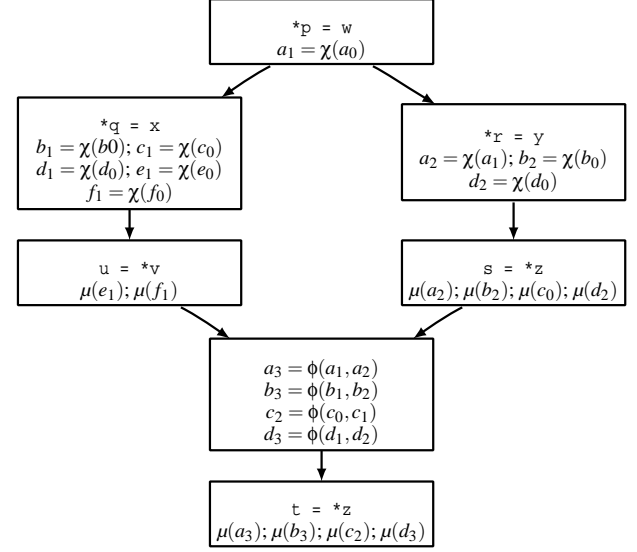 *p = w
a₁ = χ(a₀)
*q = x
b₁ = χ(b0); c₁ = χ(c₀)
d₁ = χ(d₀); e₁ = χ(e₀)
f₁ = χ(f₀)
*r = y
a₂ = χ(a₁); b₂ = χ(b₀)
d₂ = χ(d₀)
u = *v
μ(e₁); μ(f₁)
s = *z
μ(a₂); μ(b₂); μ(c₀); μ(d₂)
a₃ = ϕ(a₁,a₂)
b₃ = ϕ(b₁,b₂)
c₂ = ϕ(c₀,c₁)
d₃ = ϕ(d₁,d₂)
t = *z
μ(a₃); μ(b₃); μ(c₂); μ(d₃)